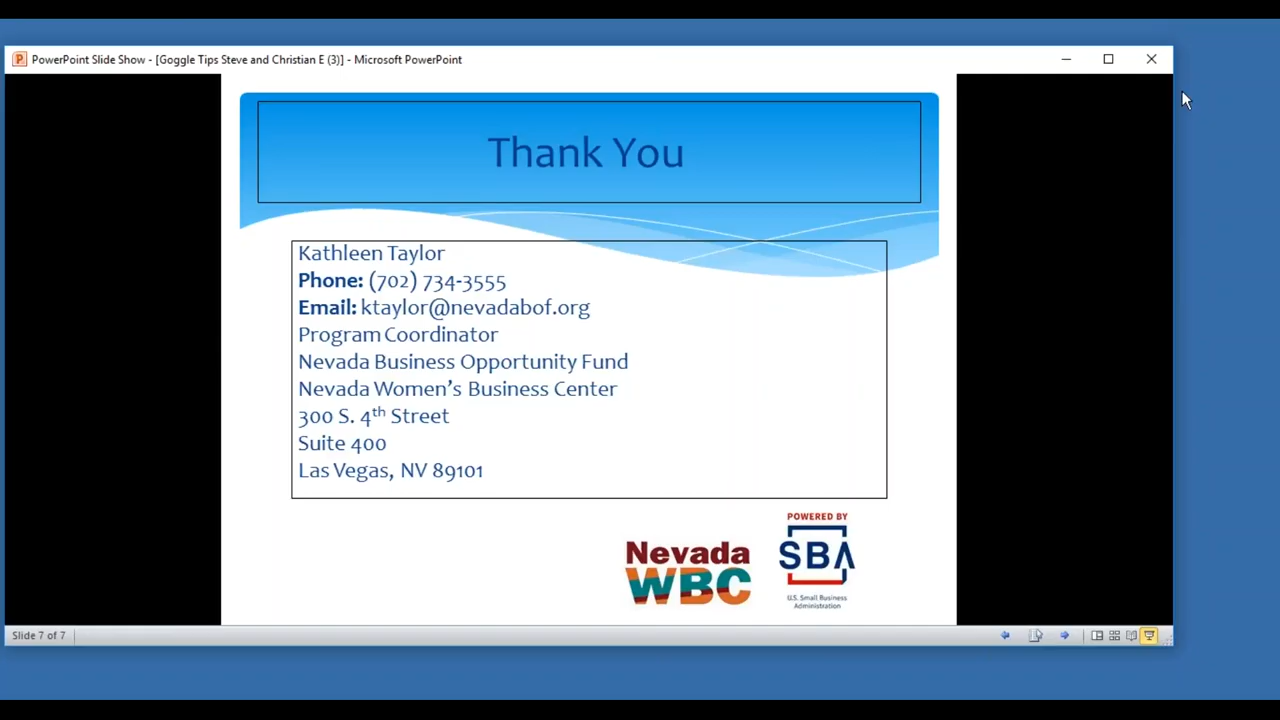 PowerPoint Slide Show - [Goggle Tips Steve and Christian E (3)] - Microsoft PowerPoint
Thank You
Kathleen Taylor
Phone: (702) 734-3555
Email: ktaylor@nevadabof.org
Program Coordinator
Nevada Business Opportunity Fund
Nevada Women’s Business Center
300 S. 4th Street
Suite 400
Las Vegas, NV 89101
Nevada
WBC
POWERED BY
SBA
U.S. Small Business
Administration
Slide 7 of 7